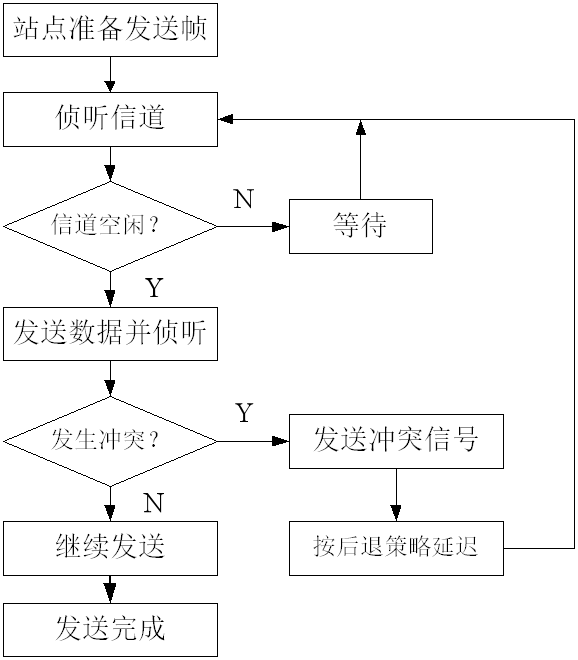 站点准备发送帧
侦听信道
信道空闲?
N
等待
Y
发送数据并侦听
发生冲突?
Y
发送冲突信号
N
继续发送
按后退策略延迟
发送完成